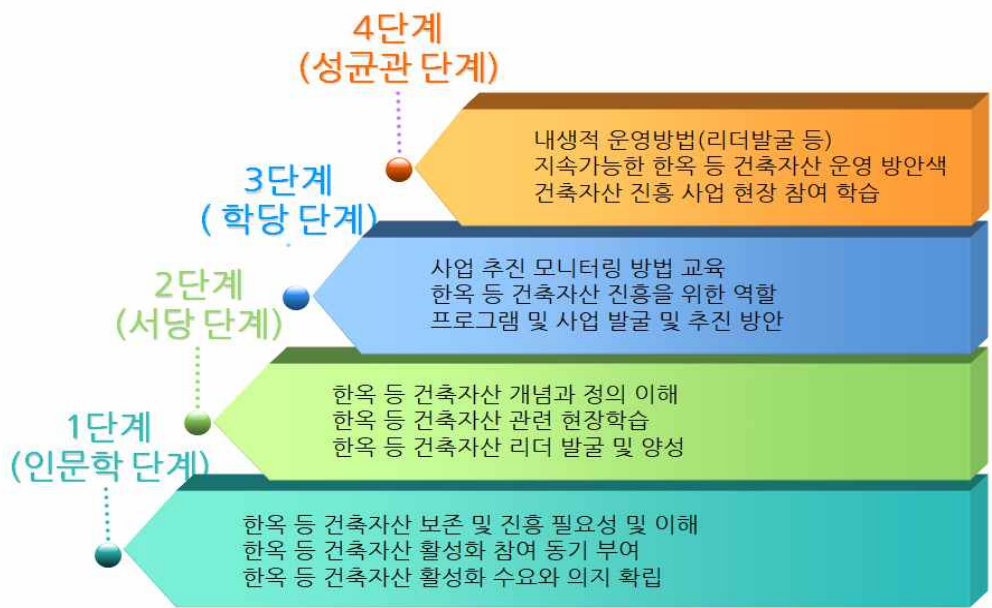 4단계
(성균관 단계)
내생적 운영방법(리더발굴 등)
지속가능한 한옥 등 건축자산 운영 방안색
건축자산 진흥 사업 현장 참여 학습
3단계
( 학당 단계)
사업 추진 모니터링 방법 교육
한옥 등 건축자산 진흥을 위한 역할
프로그램 및 사업 발굴 및 추진 방안
2단계
(서당 단계)
한옥 등 건축자산 개념과 정의 이해
한옥 등 건축자산 관련 현장학습
한옥 등 건축자산 리더 발굴 및 양성
1단계
(인문학 단계)
한옥 등 건축자산 보존 및 진흥 필요성 및 이해
한옥 등 건축자산 활성화 참여 동기 부여
한옥 등 건축자산 활성화 수요와 의지 확립